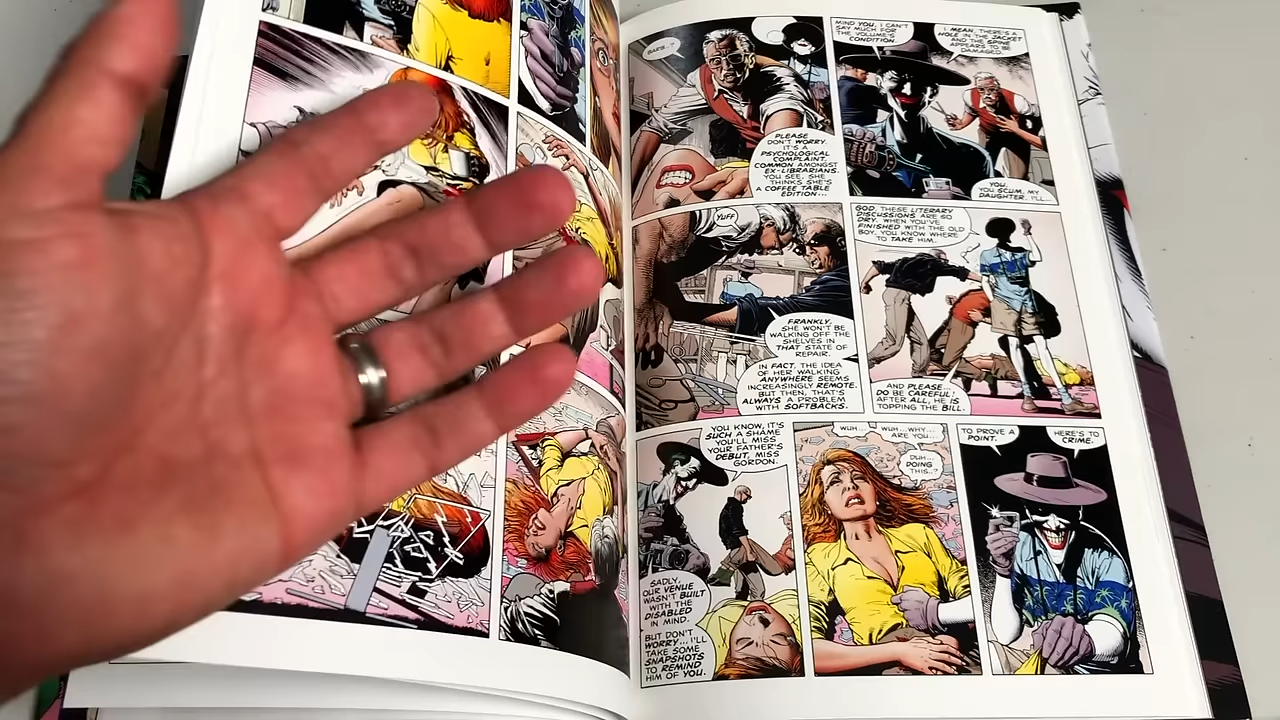 BARB..?
PLEASE
DON'T WORRY.
IT'S A
PSYCHOLOGICAL
COMPLAINT,
COMMON AMONGST
EX-LIBRARIANS.
YOU SEE, SHE
THINKS SHE'S
A COFFEE TABLE
EDITION...
MIND YOU, I CAN'T
SAY MUCH FOR
THE VOLUME'S
CONDITION.
I MEAN, THERE'S A
HOLE IN THE JACKET
AND THE SPINE
APPEARS TO BE
DAMAGED.
YOU,
YOU SCUM, MY
DAUGHTER, I'LL...
YUFF
FRANKLY,
SHE WON'T BE
WALKING OFF THE
SHELVES IN
THAT STATE OF
REPAIR.
IN FACT, THE IDEA
OF HER WALKING
ANYWHERE SEEMS
INCREASINGLY REMOTE.
BUT THEN, THAT'S
ALWAYS A PROBLEM
WITH SOFTBACKS.
GOD, THESE LITERARY
DISCUSSIONS ARE SO
DRY. WHEN YOU'VE
FINISHED WITH THE OLD
BOY, YOU KNOW WHERE
TO TAKE HIM.
AND PLEASE...
DO BE CAREFUL!
AFTER ALL, HE IS
TOPPING THE BILL.
YOU KNOW, IT'S
SUCH A SHAME
YOU'LL MISS
YOUR FATHER'S
DEBUT, MISS
GORDON.
SADLY,
OUR VENUE
WASN'T BUILT
WITH THE
DISABLED
IN MIND.
BUT DON'T
WORRY... I'LL
TAKE SOME
SNAPSHOTS
TO REMIND
HIM OF YOU.
WUH...
WUH...WHY...
ARE YOU...
DUH...
DOING
THIS..?
TO PROVE A
POINT.
HERE'S TO
CRIME.